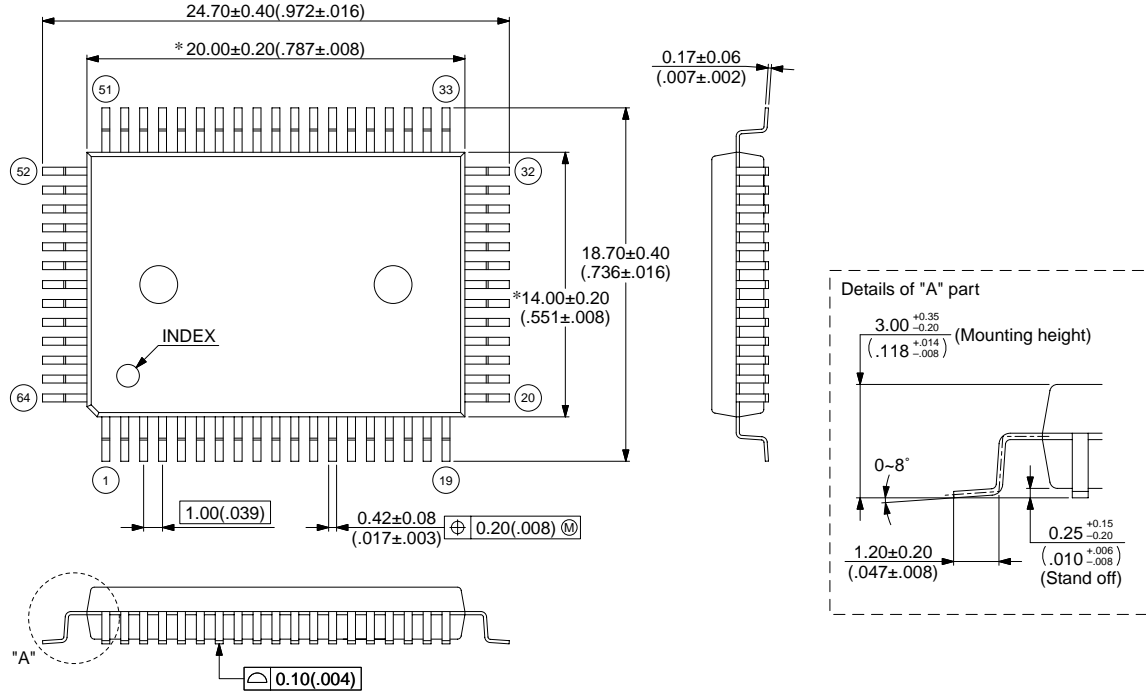 24.70±0.40(.972±.016)
*20.00±0.20(.787±.008)
0.17±0.06
(.007±.002)
51
33
52
32
18.70±0.40
(.736±.016)
*14.00±0.20
(.551±.008)
INDEX
64
20
1
19
1.00(.039)
0.42±0.08
(.017±.003)
⌖ 0.20(.008) Ⓜ
"A"
⌓ 0.10(.004)
Details of "A" part
3.00 +0.35 −0.20 (Mounting height)
(.118 +.014 −.008)
0~8°
1.20±0.20
(.047±.008)
0.25 +0.15 −0.20
(.010 +.006 −.008)
(Stand off)